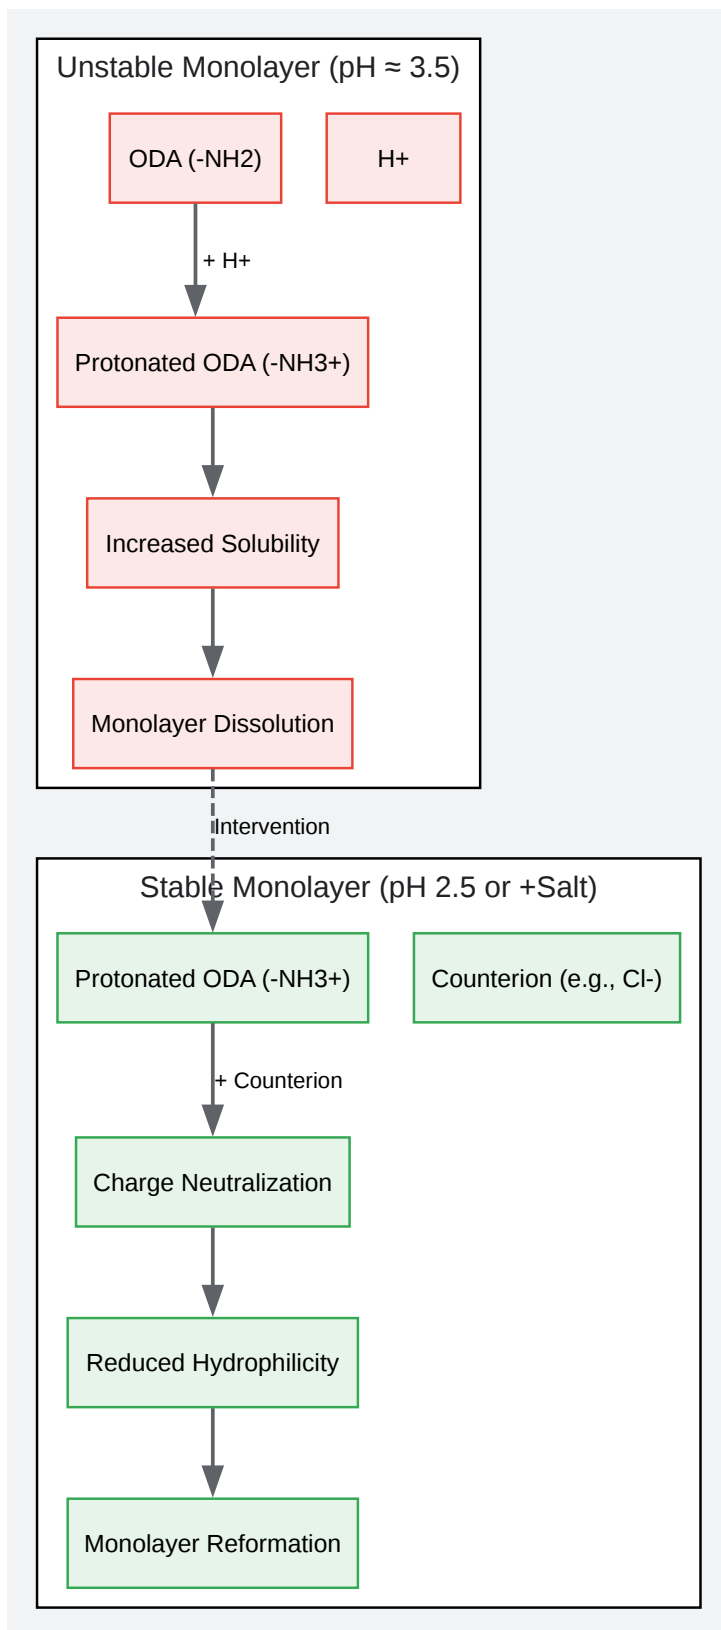 Unstable Monolayer (pH ≈ 3.5)
ODA (-NH2)
H+
+ H+
Protonated ODA (-NH3+)
Increased Solubility
Monolayer Dissolution
Intervention
Stable Monolayer (pH 2.5 or +Salt)
Protonated ODA (-NH3+)
Counterion (e.g., Cl-)
+ Counterion
Charge Neutralization
Reduced Hydrophilicity
Monolayer Reformation